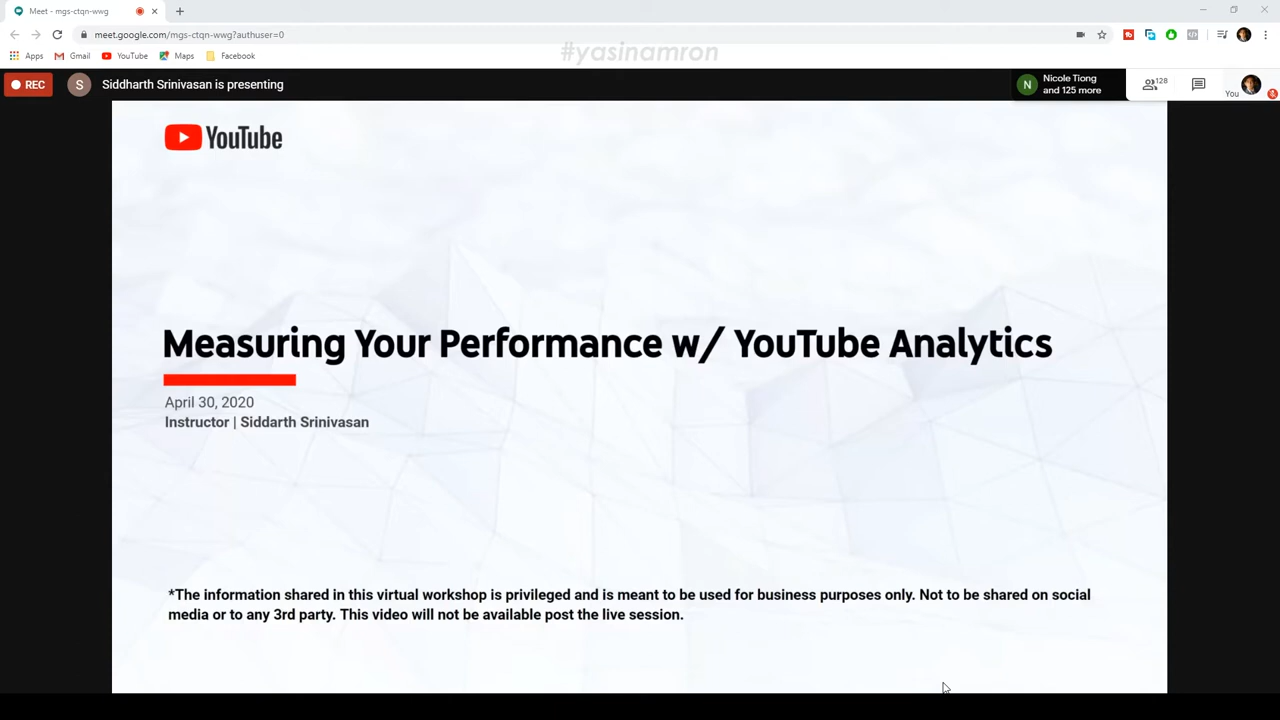 Meet - mgs-ctqn-wwg
meet.google.com/mgs-ctqn-wwg?authuser=0
Apps Gmail YouTube Maps Facebook
#yasinamron
REC S Siddharth Srinivasan is presenting
N Nicole Tiong
and 125 more
128
You
YouTube
Measuring Your Performance w/ YouTube Analytics
April 30, 2020
Instructor | Siddarth Srinivasan
*The information shared in this virtual workshop is privileged and is meant to be used for business purposes only. Not to be shared on social
media or to any 3rd party. This video will not be available post the live session.